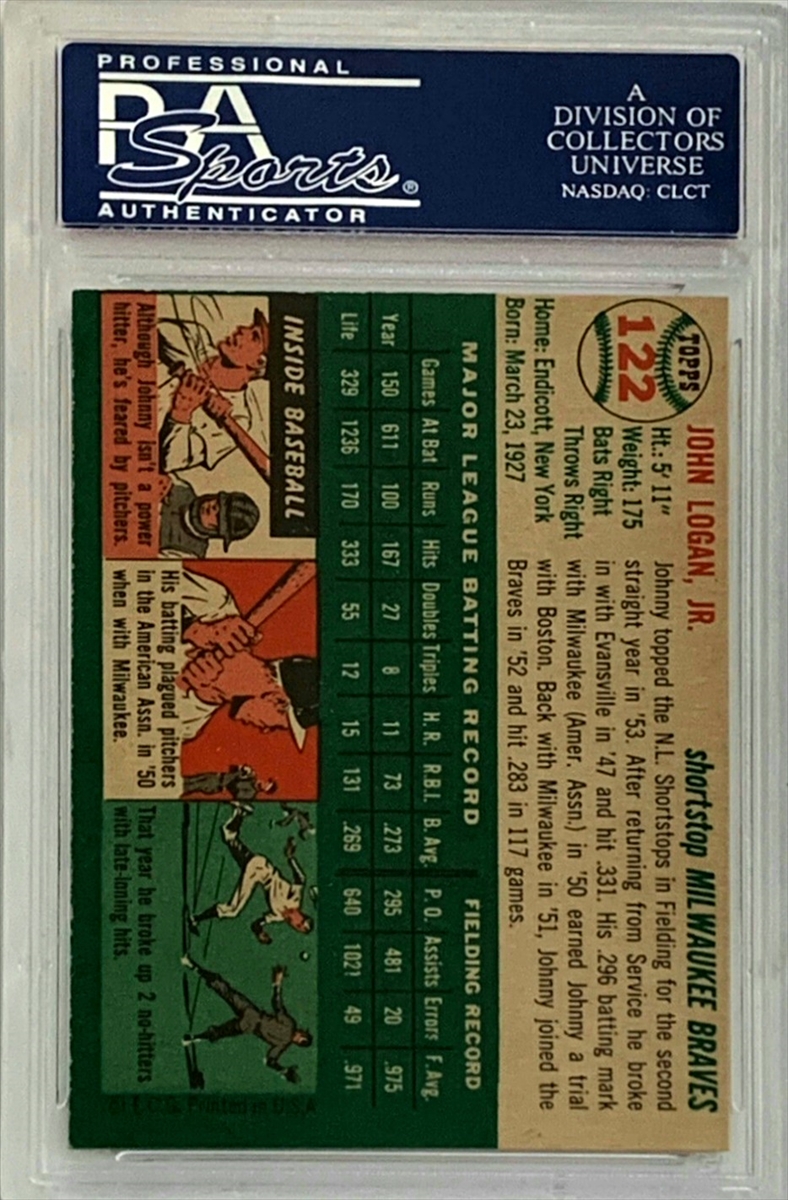 PROFESSIONAL
PSA
Sports®
AUTHENTICATOR
A
DIVISION OF
COLLECTORS
UNIVERSE
NASDAQ: CLCT
TOPPS
122
JOHN LOGAN, JR.
shortstop MILWAUKEE BRAVES
Ht.: 5' 11"
Weight: 175
Bats Right
Throws Right
Home: Endicott, New York
Born: March 23, 1927
Johnny topped the N.L. Shortstops in Fielding for the second
straight year in '53. After returning from Service he broke
in with Evansville in '47 and hit .331. His .296 batting mark
with Milwaukee (Amer. Assn.) in '50 earned Johnny a trial
with Boston. Back with Milwaukee in '51, Johnny joined the
Braves in '52 and hit .283 in 117 games.
MAJOR LEAGUE BATTING RECORD FIELDING RECORD
Games At Bat Runs Hits Doubles Triples H. R. R.B.I. B. Avg. P. O. Assists Errors F. Avg.
Year 150 611 100 167 27 8 11 73 .273 295 481 20 .975
Life 329 1236 170 333 55 12 15 131 .269 640 1021 49 .971
INSIDE BASEBALL
Although Johnny isn't a power
hitter, he's feared by pitchers.
His batting plagued pitchers
in the American Assn. in '50
when with Milwaukee.
That year he broke up 2 no-hitters
with late-inning hits.
T.C.G. Printed in U.S.A.